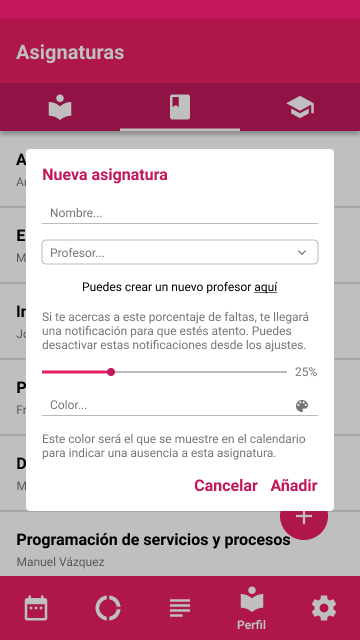 Asignaturas
Nueva asignatura
Nombre...
Profesor...
Puedes crear un nuevo profesor aquí
Si te acercas a este porcentaje de faltas, te llegará
una notificación para que estés atento. Puedes
desactivar estas notificaciones desde los ajustes.
25%
Color...
Este color será el que se muestre en el calendario
para indicar una ausencia a esta asignatura.
Cancelar Añadir
Programación de servicios y procesos
Manuel Vázquez
Perfil